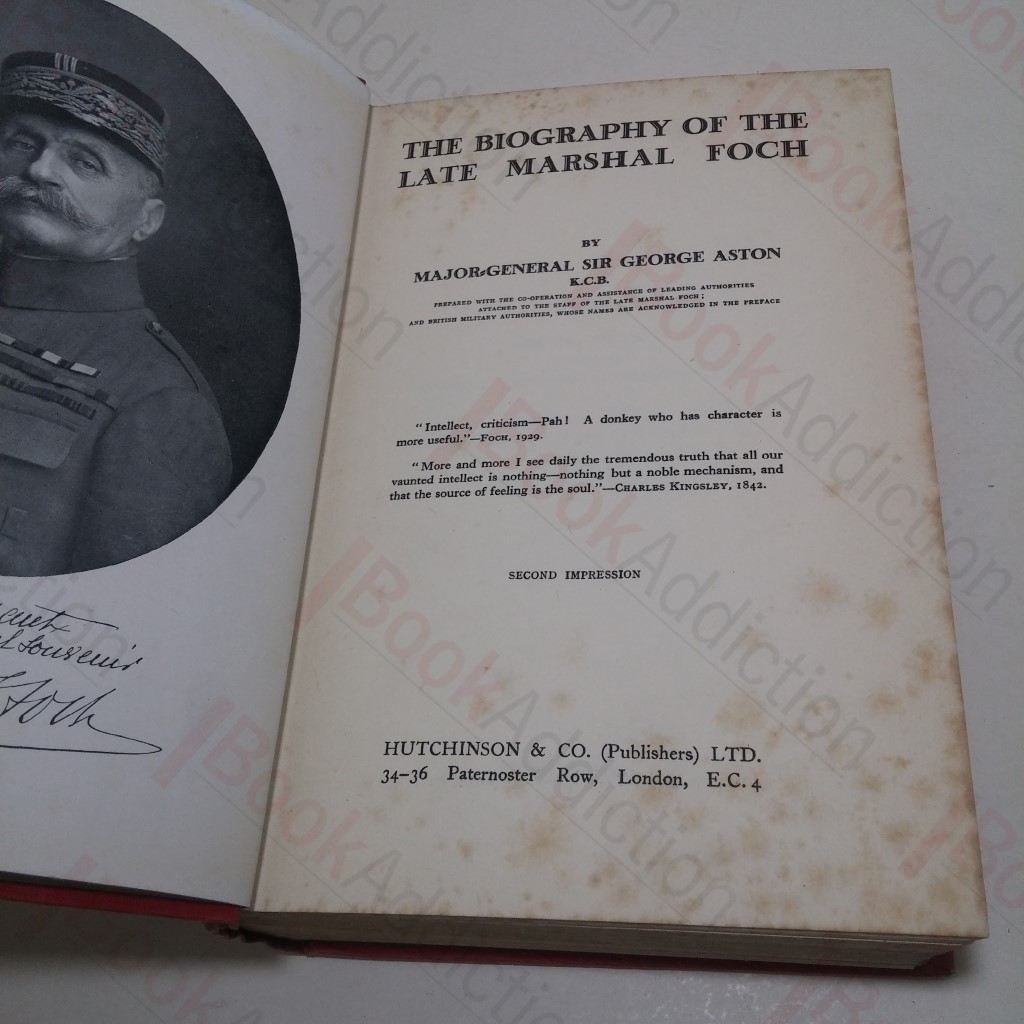 THE BIOGRAPHY OF THE
LATE MARSHAL FOCH
BY
MAJOR-GENERAL SIR GEORGE ASTON
K.C.B.
PREPARED WITH THE CO-OPERATION AND ASSISTANCE OF LEADING AUTHORITIES
ATTACHED TO THE STAFF OF THE LATE MARSHAL FOCH;
AND BRITISH MILITARY AUTHORITIES, WHOSE NAMES ARE ACKNOWLEDGED IN THE PREFACE
"Intellect, criticism—Pah! A donkey who has character is
more useful."—FOCH, 1929.
"More and more I see daily the tremendous truth that all our
vaunted intellect is nothing—nothing but a noble mechanism, and
that the source of feeling is the soul."—CHARLES KINGSLEY, 1842.
SECOND IMPRESSION
HUTCHINSON & CO. (Publishers) LTD.
34-36 Paternoster Row, London, E.C. 4
souvenir
Foch
BookAddiction